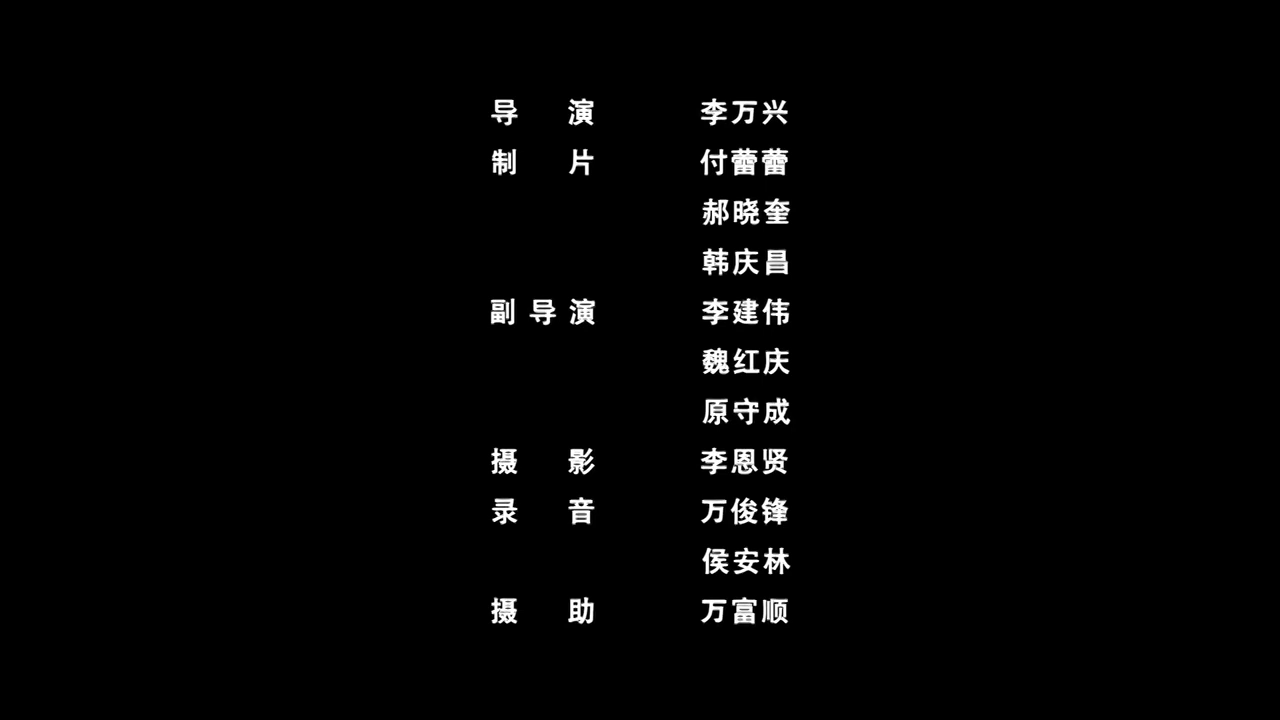 导演 李万兴
制片 付蕾蕾
郝晓奎
韩庆昌
副导演 李建伟
魏红庆
原守成
摄影 李恩贤
录音 万俊锋
侯安林
摄助 万富顺